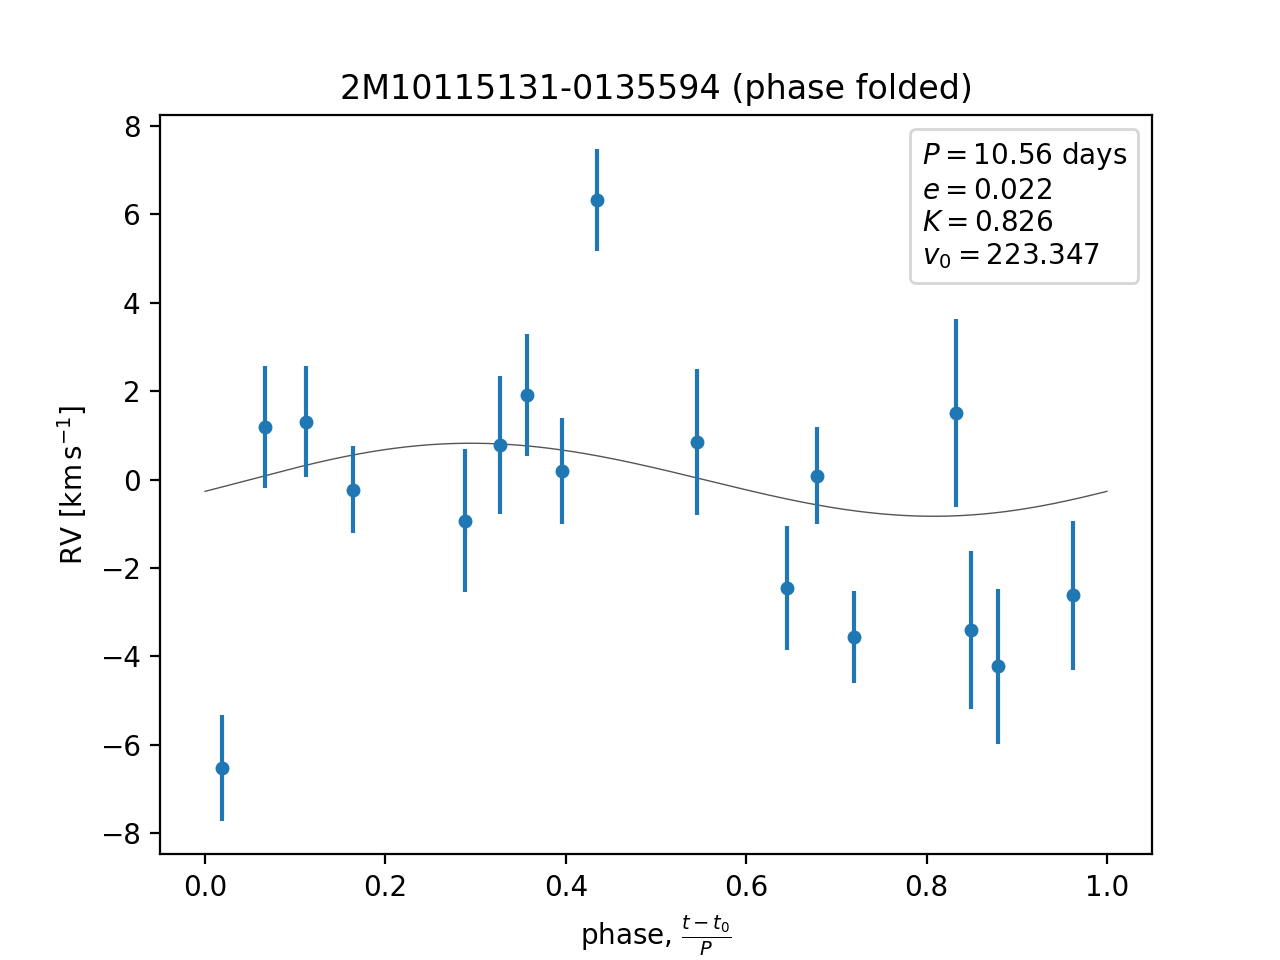 2M10115131-0135594 (phase folded)
P = 10.56 days
e = 0.022
K = 0.826
v₀ = 223.347
RV [km s⁻¹]
8
6
4
2
0
−2
−4
−6
−8
0.0 0.2 0.4 0.6 0.8 1.0
phase, (t − t₀)/P